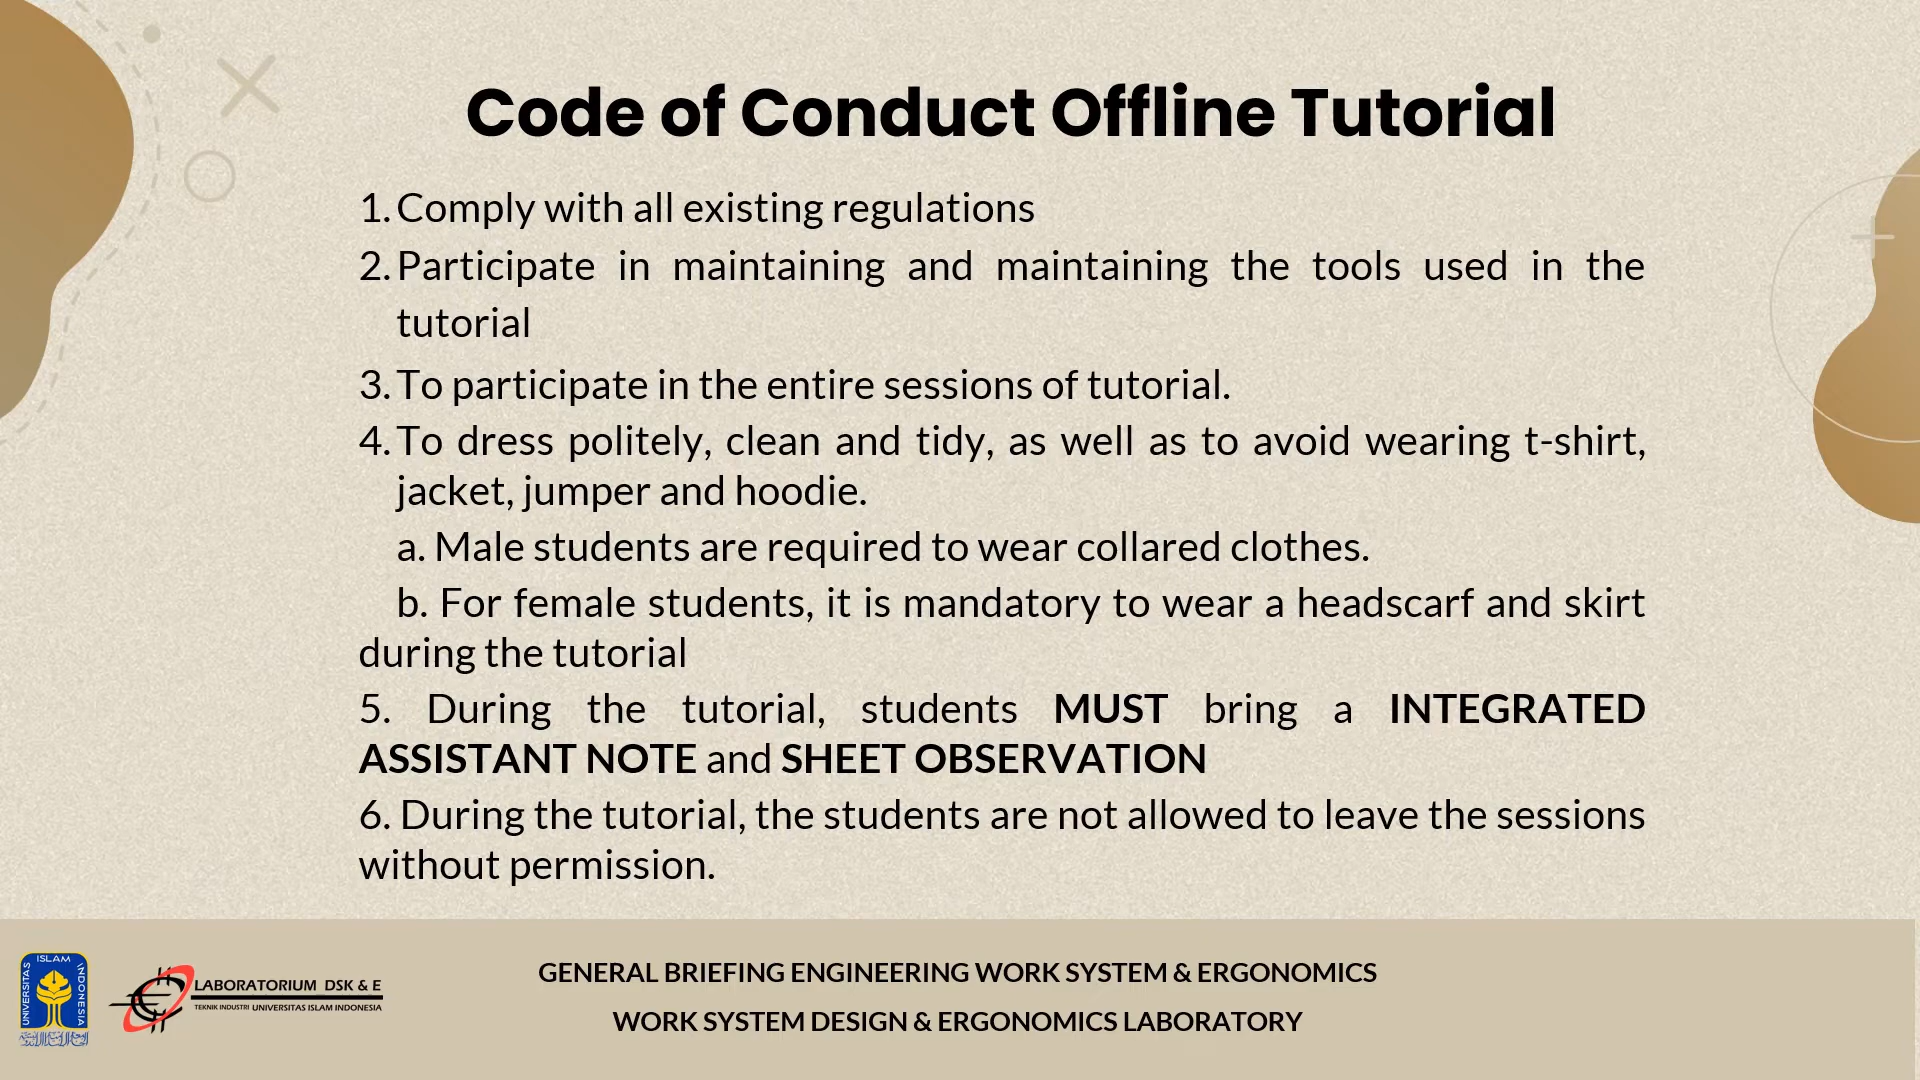 Code of Conduct Offline Tutorial
1. Comply with all existing regulations
2. Participate in maintaining and maintaining the tools used in the
tutorial
3. To participate in the entire sessions of tutorial.
4. To dress politely, clean and tidy, as well as to avoid wearing t-shirt,
jacket, jumper and hoodie.
a. Male students are required to wear collared clothes.
b. For female students, it is mandatory to wear a headscarf and skirt
during the tutorial
5. During the tutorial, students MUST bring a INTEGRATED
ASSISTANT NOTE and SHEET OBSERVATION
6. During the tutorial, the students are not allowed to leave the sessions
without permission.
UNIVERSITAS
ISLAM
INDONESIA
LABORATORIUM DSK & E
TEKNIK INDUSTRI UNIVERSITAS ISLAM INDONESIA
GENERAL BRIEFING ENGINEERING WORK SYSTEM & ERGONOMICS
WORK SYSTEM DESIGN & ERGONOMICS LABORATORY